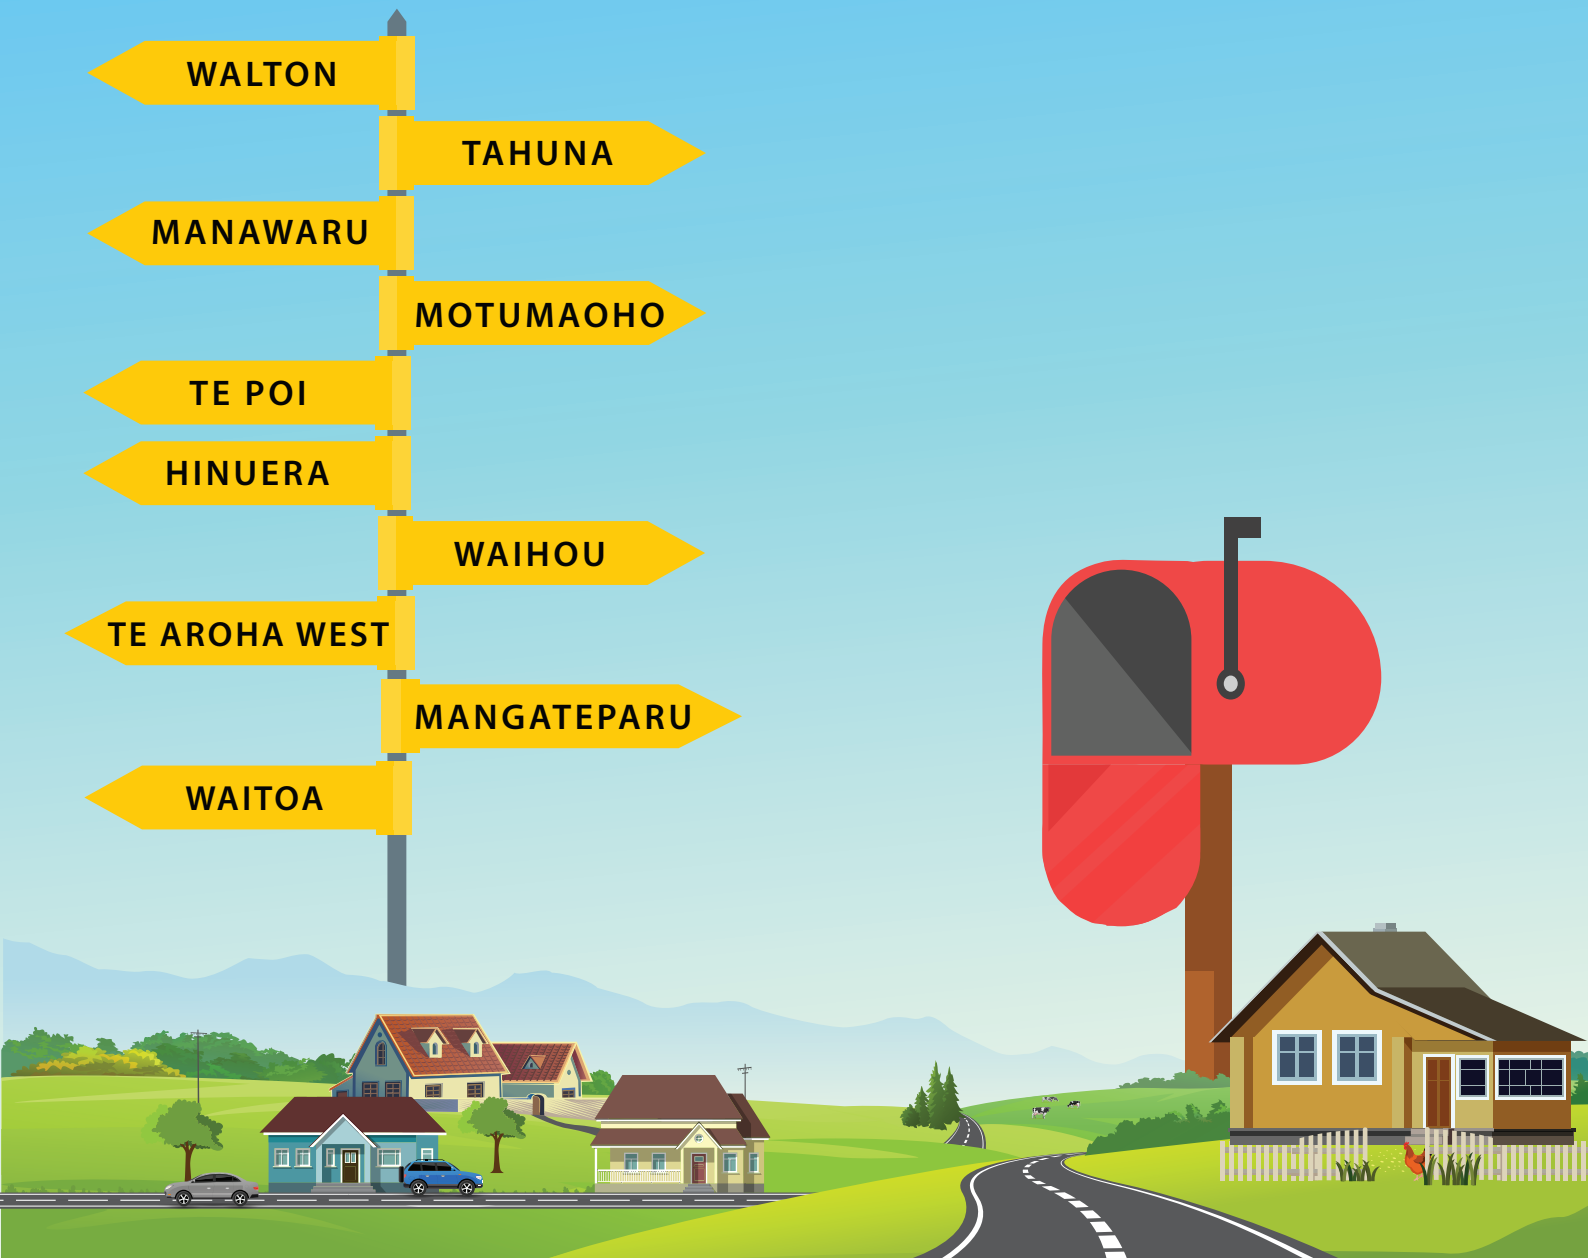 WALTON
TAHUNA
MANAWARU
MOTUMAOHO
TE POI
HINUERA
WAIHOU
TE AROHA WEST
MANGATEPARU
WAITOA